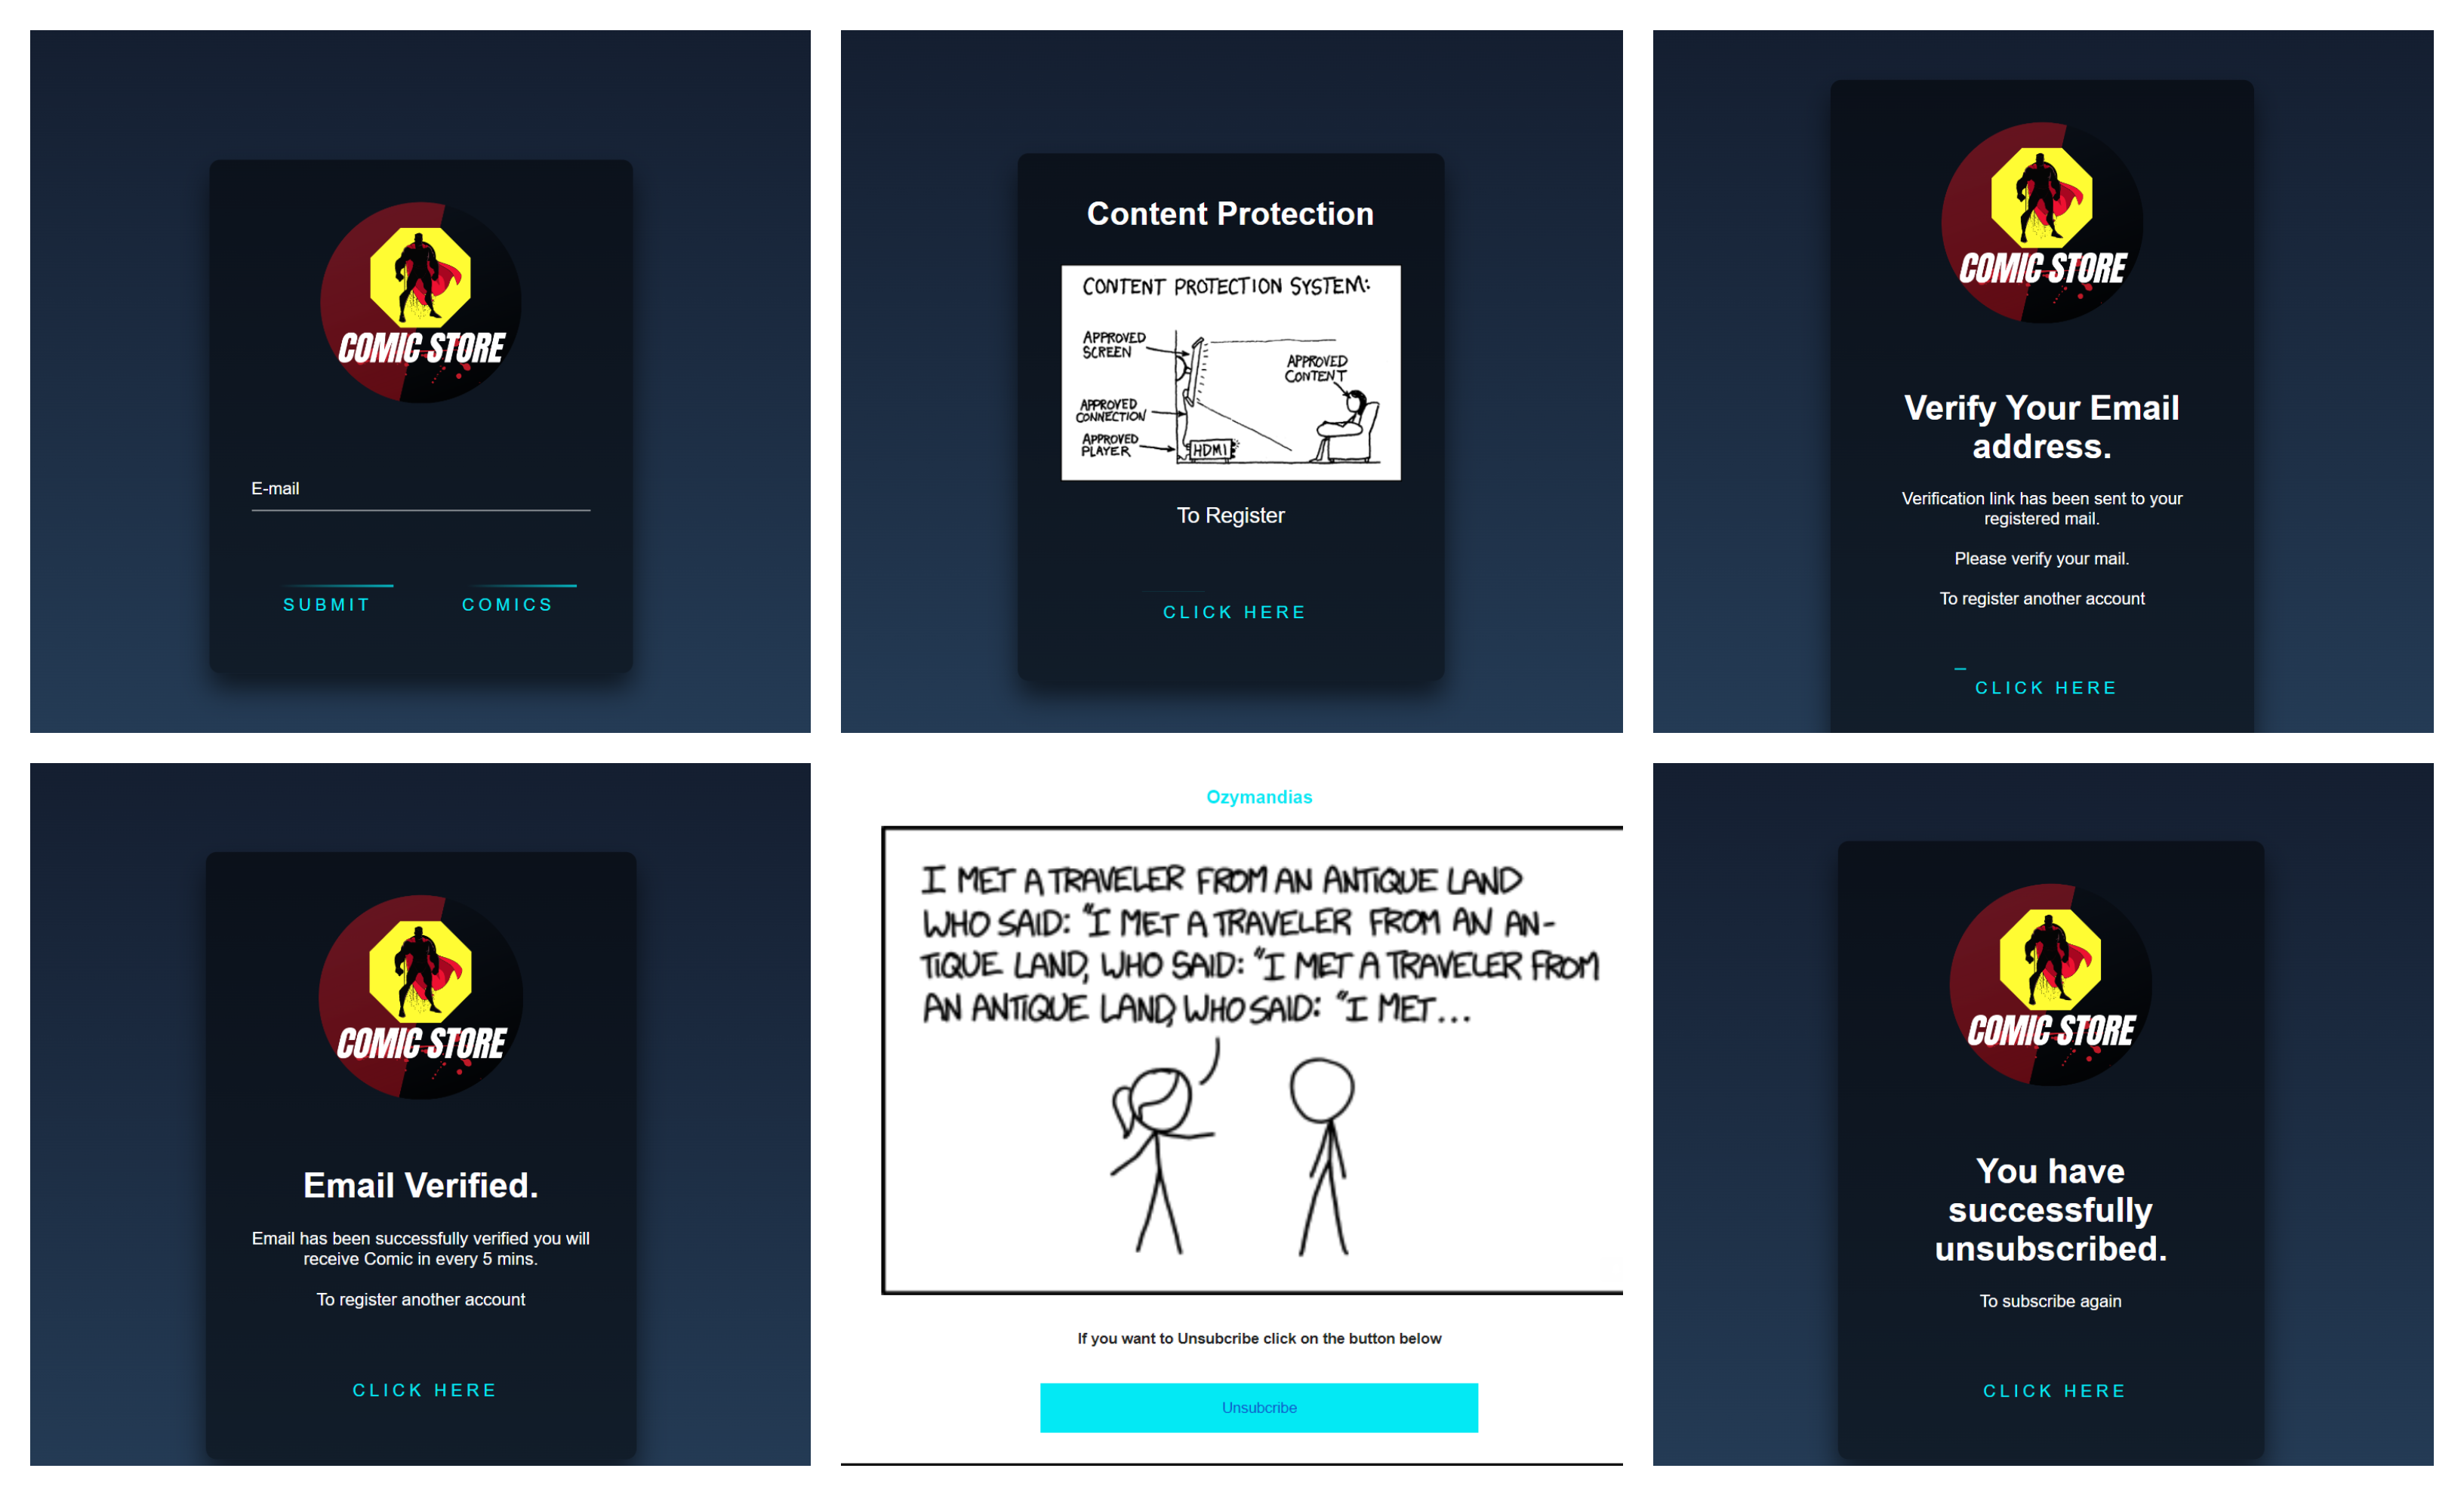 COMIC STORE
E-mail
SUBMIT
COMICS
Content Protection
CONTENT PROTECTION SYSTEM:
APPROVED
SCREEN
APPROVED
CONTENT
APPROVED
CONNECTION
APPROVED
PLAYER
HDMI
To Register
CLICK HERE
COMIC STORE
Verify Your Email
address.
Verification link has been sent to your
registered mail.
Please verify your mail.
To register another account
CLICK HERE
COMIC STORE
Email Verified.
Email has been successfully verified you will
receive Comic in every 5 mins.
To register another account
CLICK HERE
Ozymandias
I MET A TRAVELER FROM AN ANTIQUE LAND
WHO SAID: "I MET A TRAVELER FROM AN AN-
TIQUE LAND, WHO SAID: "I MET A TRAVELER FROM
AN ANTIQUE LAND, WHO SAID: "I MET...
If you want to Unsubcribe click on the button below
Unsubcribe
COMIC STORE
You have
successfully
unsubscribed.
To subscribe again
CLICK HERE